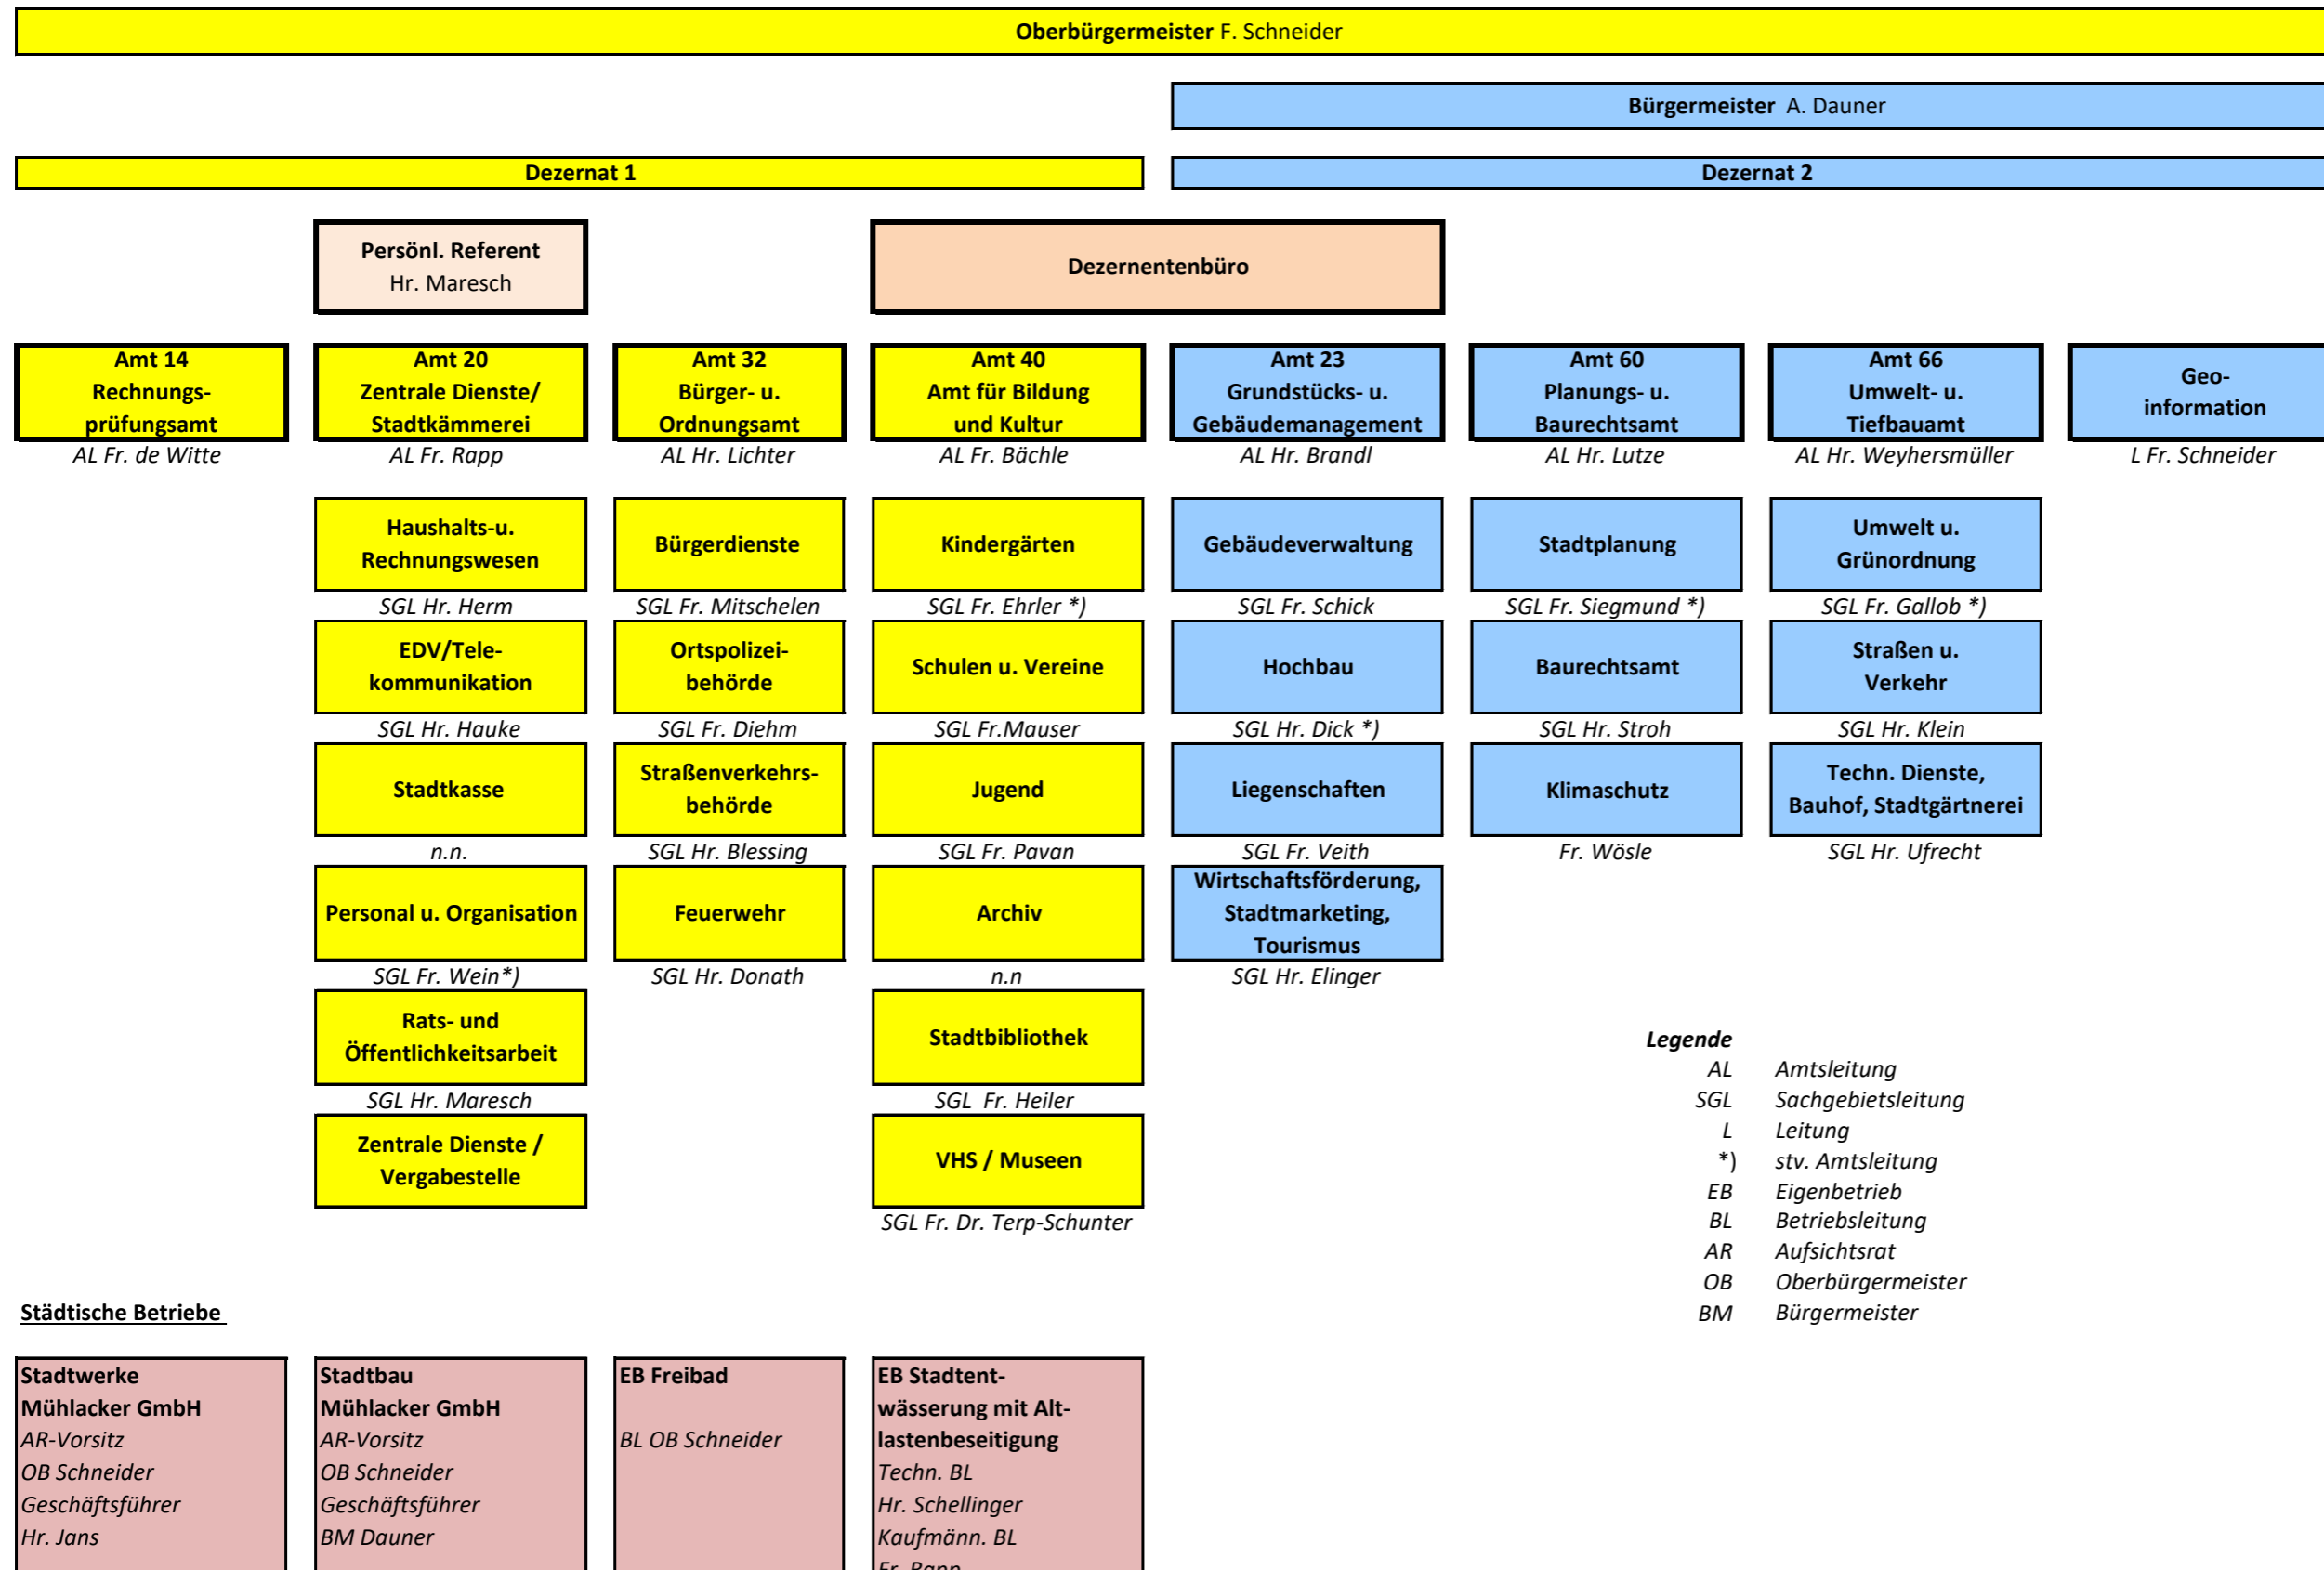 Oberbürgermeister F. Schneider
Bürgermeister A. Dauner
Dezernat 1
Dezernat 2
Persönl. Referent
Hr. Maresch
Dezernentenbüro
Amt 14
Rechnungs-
prüfungsamt
AL Fr. de Witte
Amt 20
Zentrale Dienste/
Stadtkämmerei
AL Fr. Rapp
Amt 32
Bürger- u.
Ordnungsamt
AL Hr. Lichter
Amt 40
Amt für Bildung
und Kultur
AL Fr. Bächle
Amt 23
Grundstücks- u.
Gebäudemanagement
AL Hr. Brandl
Amt 60
Planungs- u.
Baurechtsamt
AL Hr. Lutze
Amt 66
Umwelt- u.
Tiefbauamt
AL Hr. Weyhersmüller
Geo-
information
L Fr. Schneider
Haushalts-u.
Rechnungswesen
SGL Hr. Herm
Bürgerdienste
SGL Fr. Mitschelen
Kindergärten
SGL Fr. Ehrler *)
Gebäudeverwaltung
SGL Fr. Schick
Stadtplanung
SGL Fr. Siegmund *)
Umwelt u.
Grünordnung
SGL Fr. Gallob *)
EDV/Tele-
kommunikation
SGL Hr. Hauke
Ortspolizei-
behörde
SGL Fr. Diehm
Schulen u. Vereine
SGL Fr.Mauser
Hochbau
SGL Hr. Dick *)
Baurechtsamt
SGL Hr. Stroh
Straßen u.
Verkehr
SGL Hr. Klein
Stadtkasse
n.n.
Straßenverkehrs-
behörde
SGL Hr. Blessing
Jugend
SGL Fr. Pavan
Liegenschaften
SGL Fr. Veith
Klimaschutz
Fr. Wösle
Techn. Dienste,
Bauhof, Stadtgärtnerei
SGL Hr. Ufrecht
Personal u. Organisation
SGL Fr. Wein*)
Feuerwehr
SGL Hr. Donath
Archiv
n.n
Wirtschaftsförderung,
Stadtmarketing,
Tourismus
SGL Hr. Elinger
Rats- und
Öffentlichkeitsarbeit
SGL Hr. Maresch
Stadtbibliothek
SGL Fr. Heiler
Zentrale Dienste /
Vergabestelle
VHS / Museen
SGL Fr. Dr. Terp-Schunter
Legende
AL Amtsleitung
SGL Sachgebietsleitung
L Leitung
*) stv. Amtsleitung
EB Eigenbetrieb
BL Betriebsleitung
AR Aufsichtsrat
OB Oberbürgermeister
BM Bürgermeister
Städtische Betriebe
Stadtwerke
Mühlacker GmbH
AR-Vorsitz
OB Schneider
Geschäftsführer
Hr. Jans
Stadtbau
Mühlacker GmbH
AR-Vorsitz
OB Schneider
Geschäftsführer
BM Dauner
EB Freibad
BL OB Schneider
EB Stadtent-
wässerung mit Alt-
lastenbeseitigung
Techn. BL
Hr. Schellinger
Kaufmänn. BL
Fr. Rapp